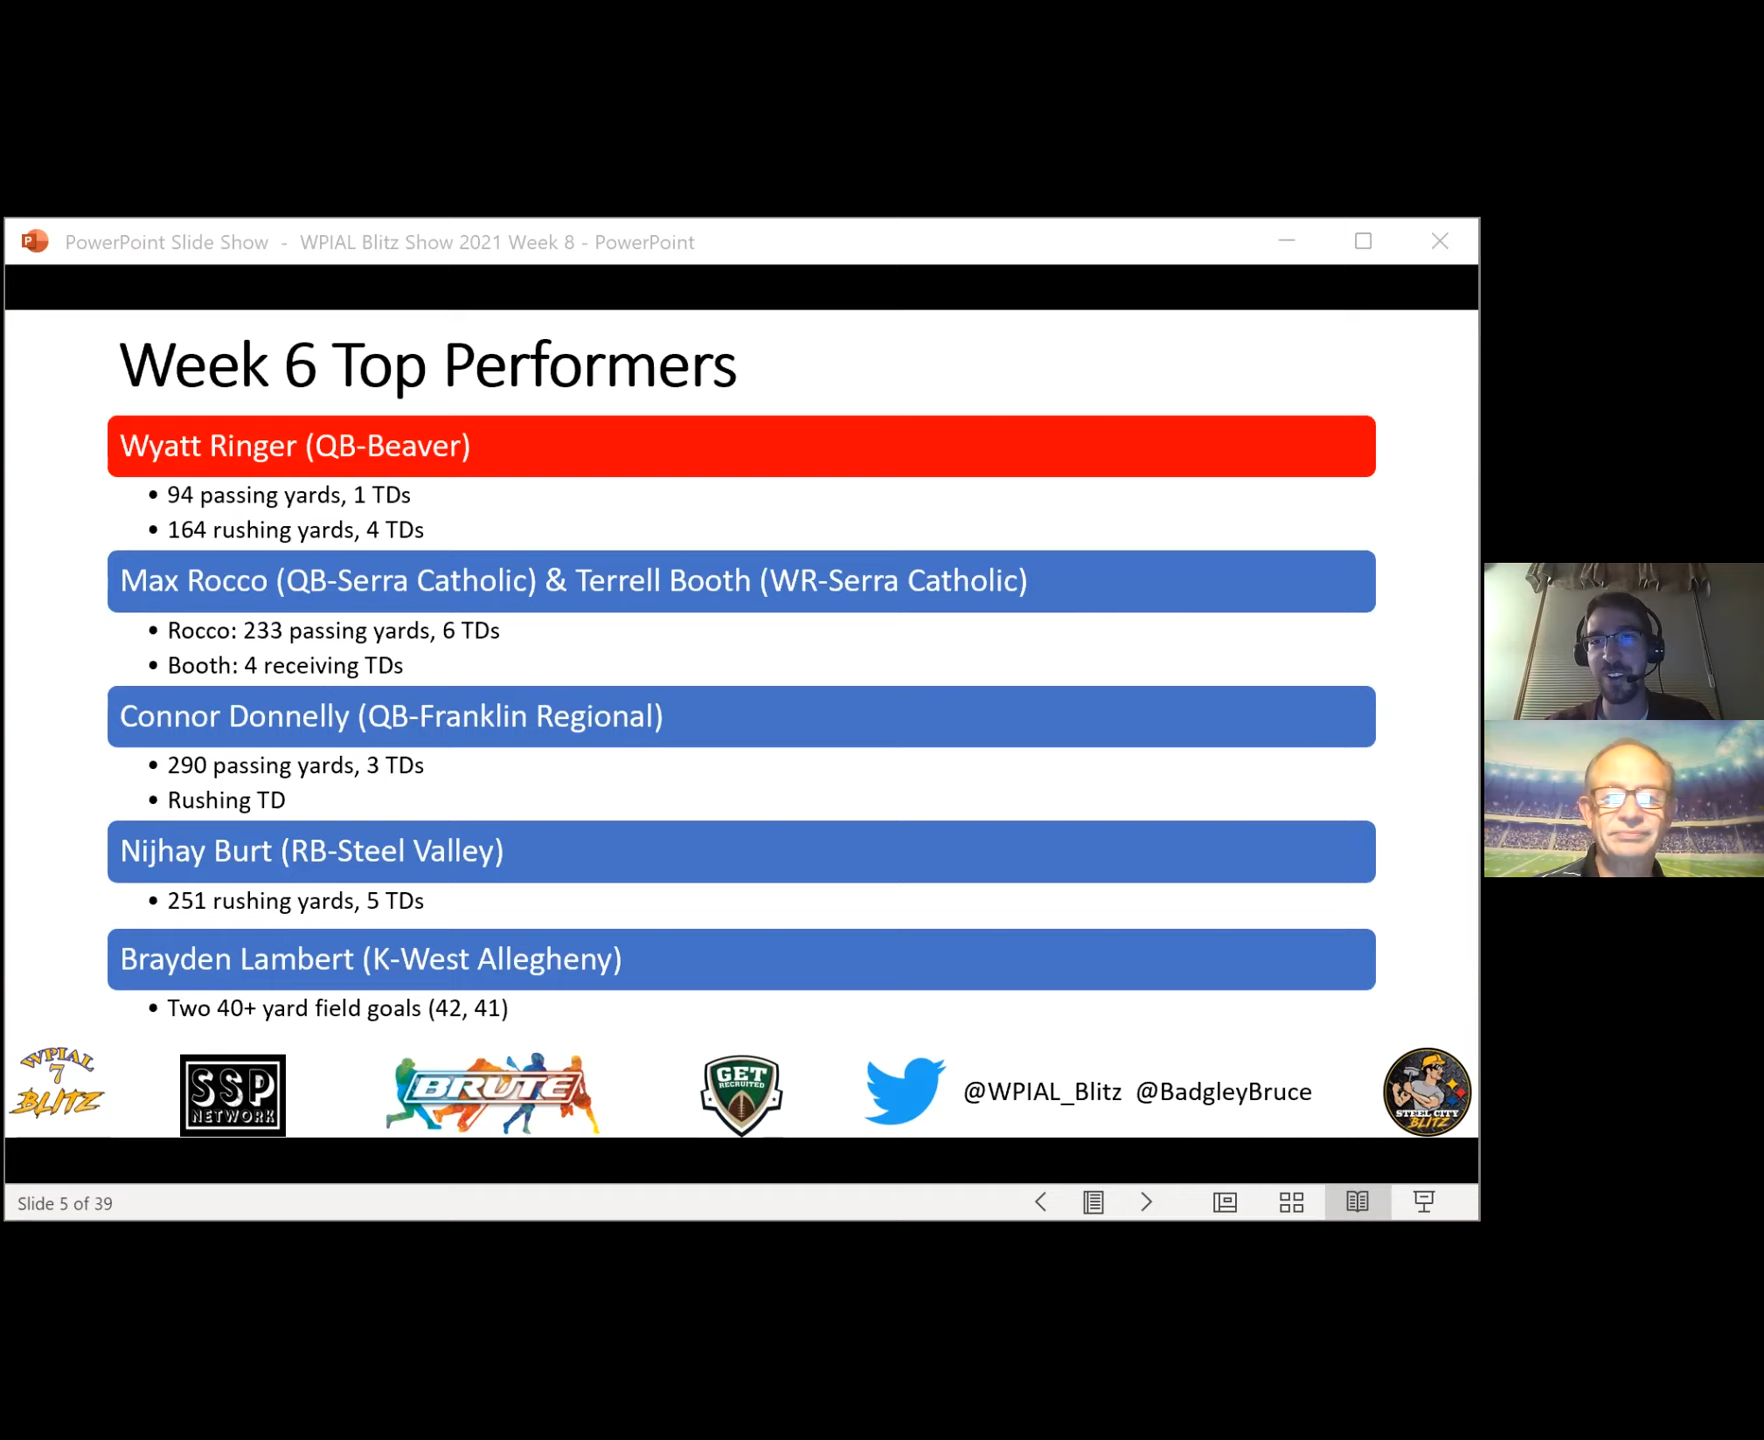 PowerPoint Slide Show - WPIAL Blitz Show 2021 Week 8 - PowerPoint
Week 6 Top Performers
Wyatt Ringer (QB-Beaver)
• 94 passing yards, 1 TDs
• 164 rushing yards, 4 TDs
Max Rocco (QB-Serra Catholic) & Terrell Booth (WR-Serra Catholic)
• Rocco: 233 passing yards, 6 TDs
• Booth: 4 receiving TDs
Connor Donnelly (QB-Franklin Regional)
• 290 passing yards, 3 TDs
• Rushing TD
Nijhay Burt (RB-Steel Valley)
• 251 rushing yards, 5 TDs
Brayden Lambert (K-West Allegheny)
• Two 40+ yard field goals (42, 41)
WPIAL
7
BLITZ
SSP
NETWORK
BRUTE
GET
RECRUITED
@WPIAL_Blitz @BadgleyBruce
STEEL CITY
BLITZ
Slide 5 of 39